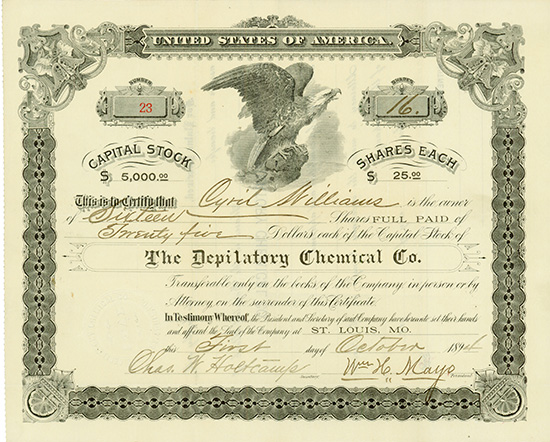 UNITED STATES OF AMERICA.
NUMBER
23
SHARES
16.
CAPITAL STOCK
$ 5,000.00
SHARES EACH
$ 25.00
This is to Certify that Cyril Williams is the owner
of Sixteen Shares FULL PAID of
Twenty five Dollars each of the Capital Stock of
The Depilatory Chemical Co.
Transferable only on the books of the Company in person or by
Attorney on the surrender of this Certificate.
In Testimony Whereof, the President and Secretary of said Company have hereunto set their hands
and affixed the Seal of the Company at ST. LOUIS, MO.
this First day of October 1894
Chas. W. Holtcamp
Wm H. Mayo